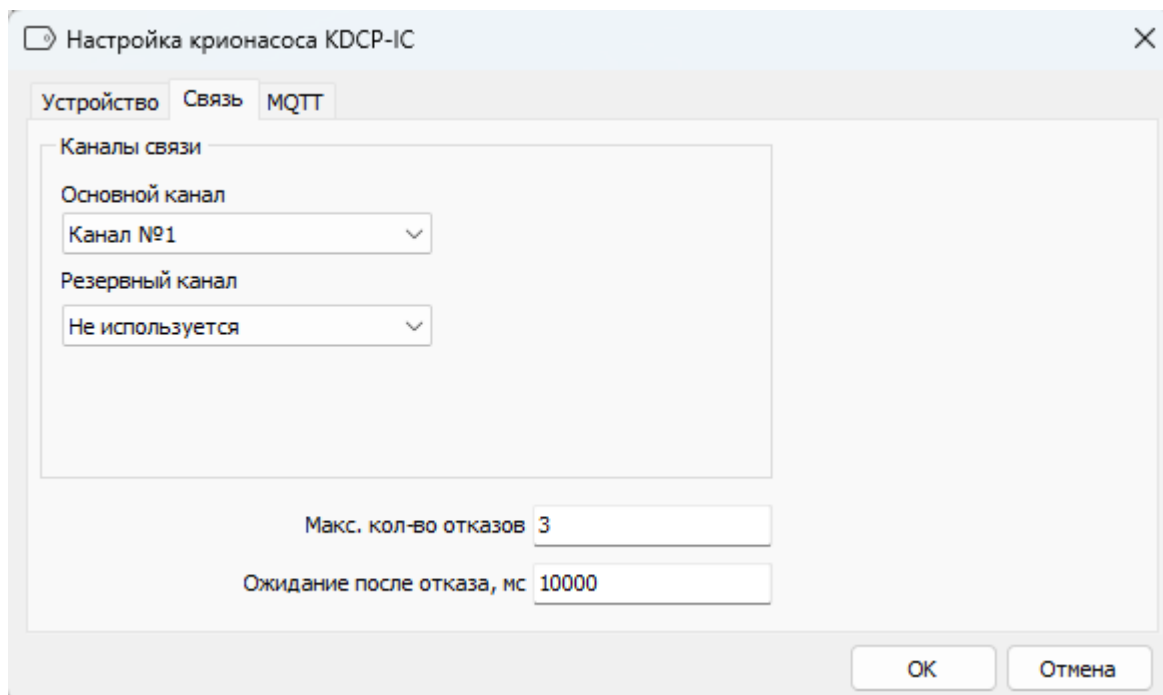 Настройка крионасоса KDCP-IC
Устройство Связь MQTT
Каналы связи
Основной канал
Канал №1
Резервный канал
Не используется
Макс. кол-во отказов 3
Ожидание после отказа, мс 10000
ОК Отмена